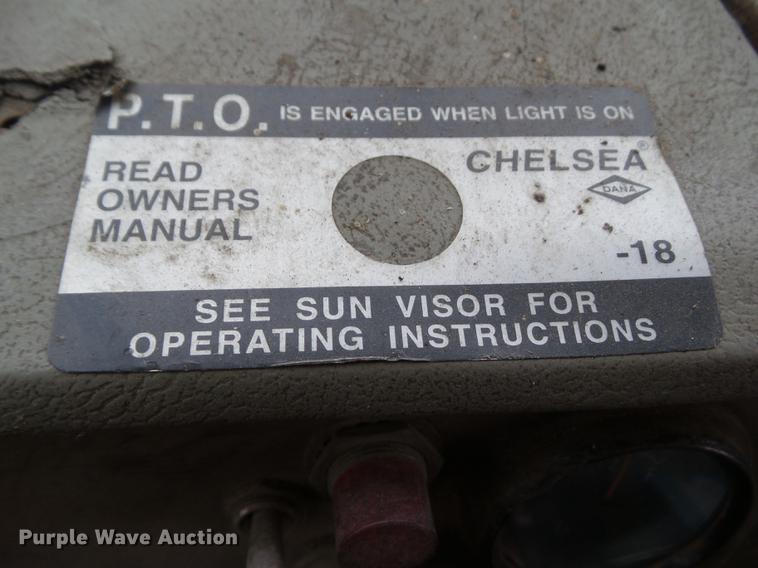 P.T.O. IS ENGAGED WHEN LIGHT IS ON
READ
OWNERS
MANUAL
CHELSEA®
DANA
-18
SEE SUN VISOR FOR
OPERATING INSTRUCTIONS
Purple Wave Auction